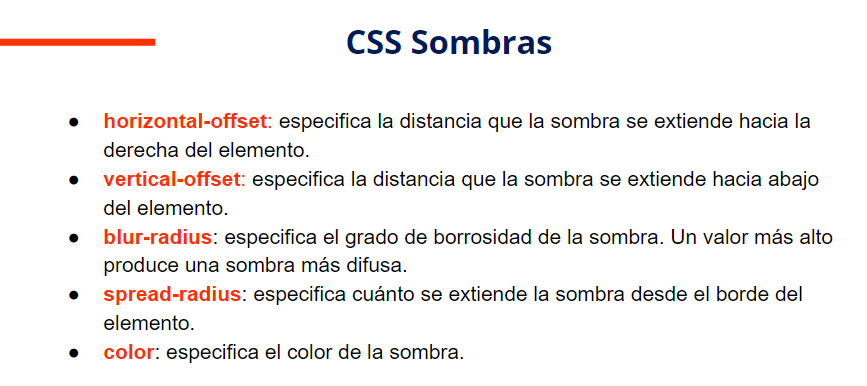 CSS Sombras
● horizontal-offset: especifica la distancia que la sombra se extiende hacia la
derecha del elemento.
● vertical-offset: especifica la distancia que la sombra se extiende hacia abajo
del elemento.
● blur-radius: especifica el grado de borrosidad de la sombra. Un valor más alto
produce una sombra más difusa.
● spread-radius: especifica cuánto se extiende la sombra desde el borde del
elemento.
● color: especifica el color de la sombra.